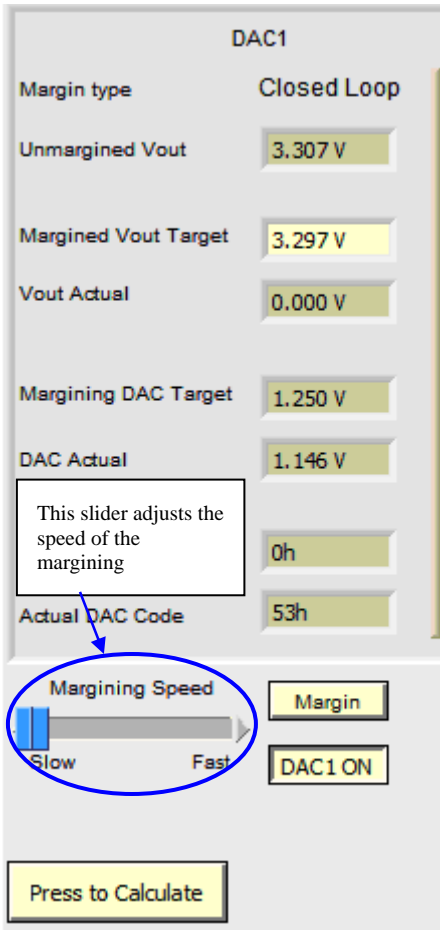 DAC1
Margin type Closed Loop
Unmargined Vout 3.307 V
Margined Vout Target 3.297 V
Vout Actual 0.000 V
Margining DAC Target 1.250 V
DAC Actual 1.146 V
This slider adjusts the
speed of the
margining
0h
Actual DAC Code 53h
Margining Speed
Margin
Slow Fast
DAC1 ON
Press to Calculate